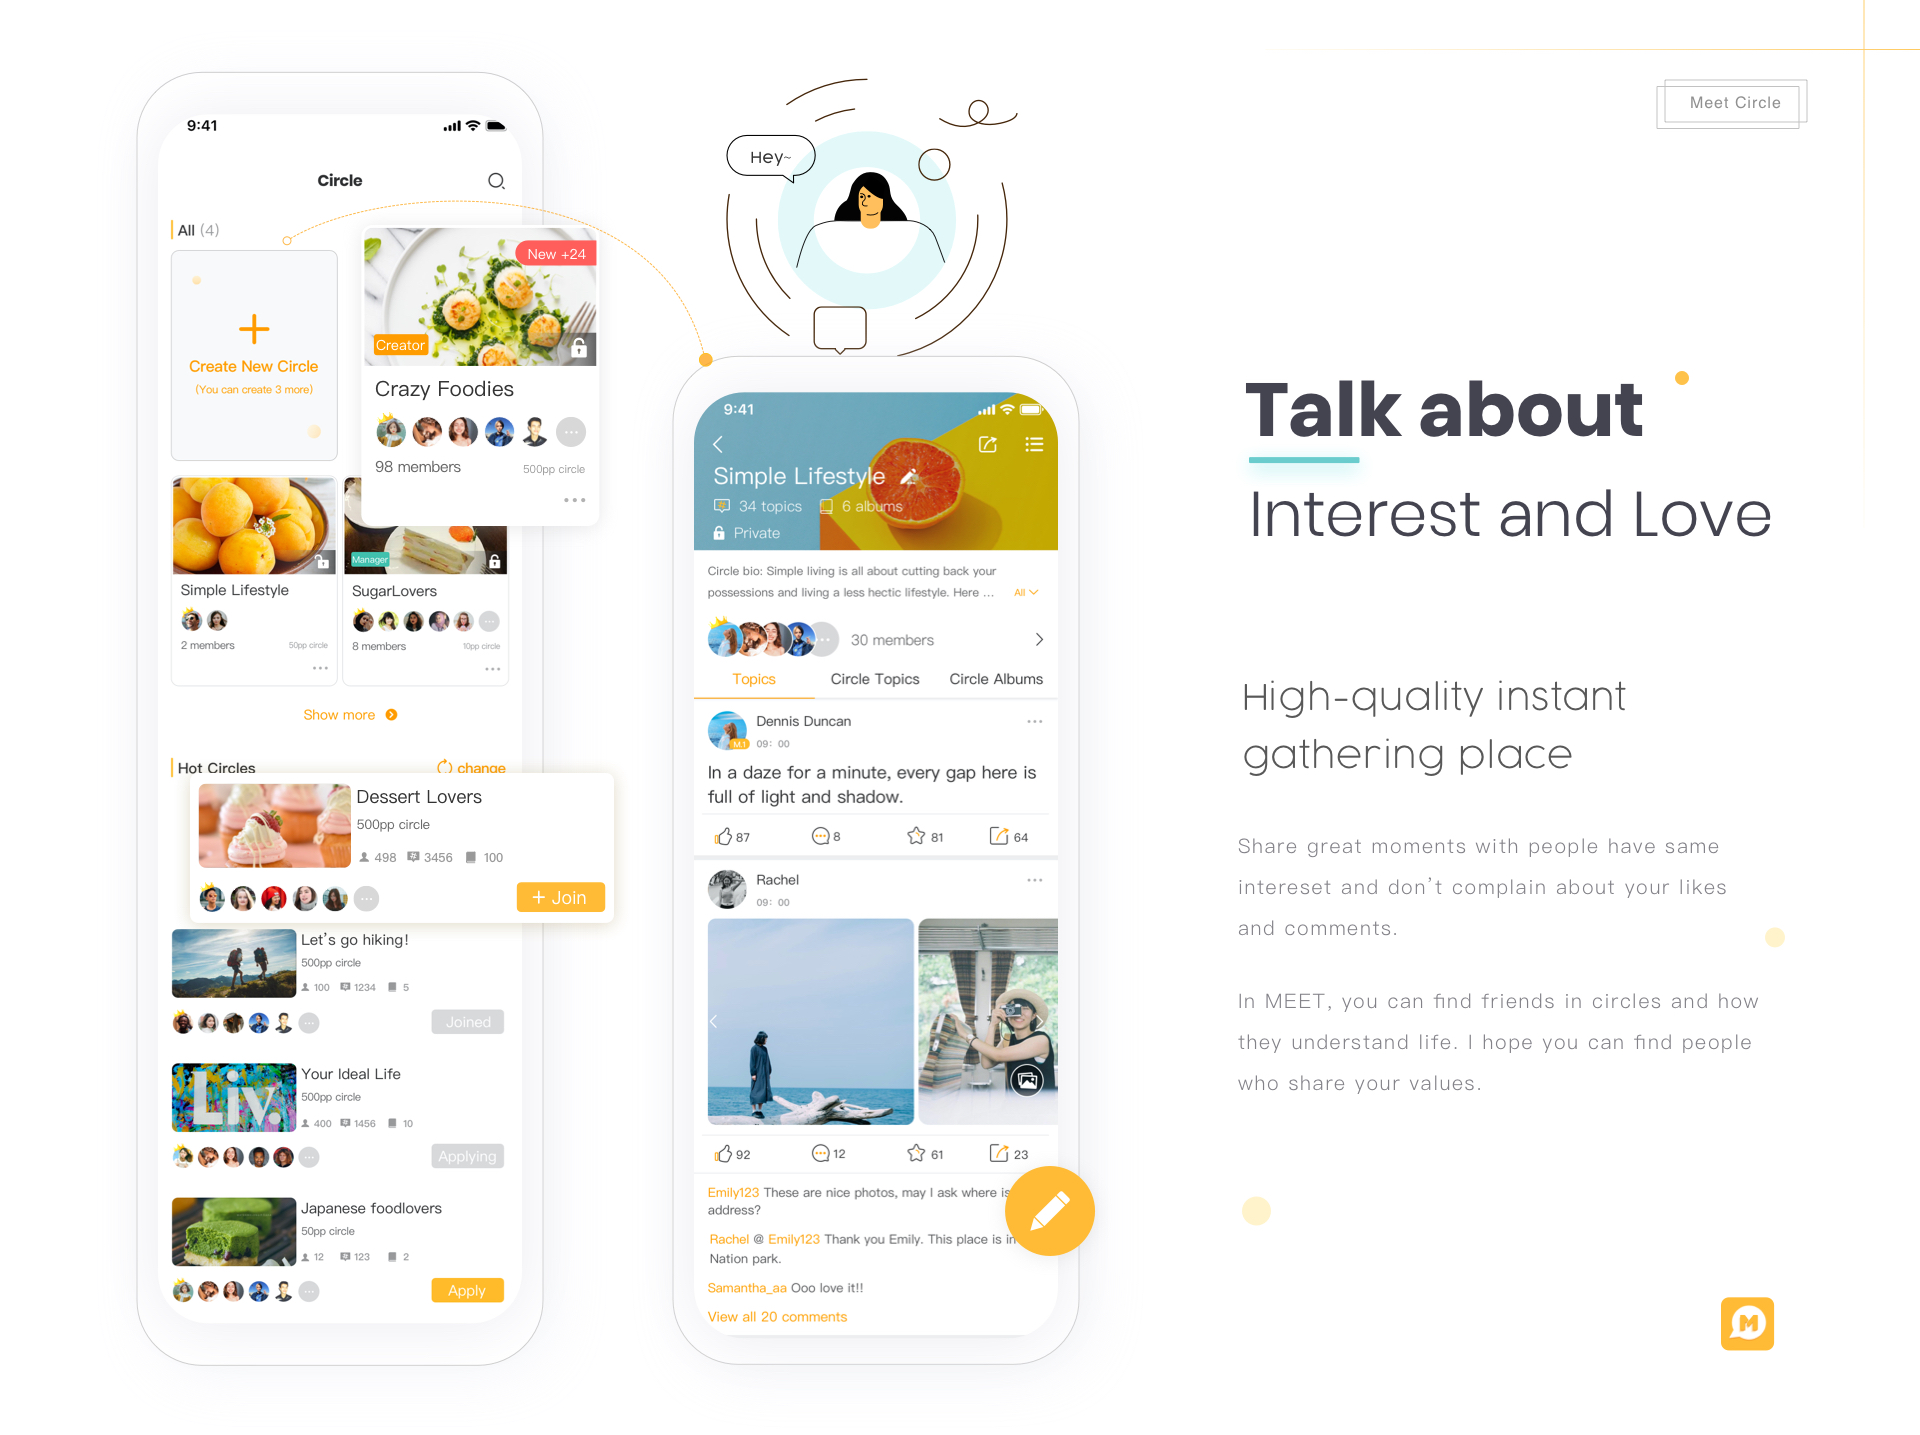 9:41
Circle
All (4)
Create New Circle
(You can create 3 more)
New +24
Creator
Crazy Foodies
98 members
500pp circle
Simple Lifestyle
2 members
50pp circle
Manager
SugarLovers
8 members
10pp circle
Show more
Hot Circles
change
Dessert Lovers
500pp circle
498 3456 100
+ Join
Let's go hiking!
500pp circle
100 1234 5
Joined
Liv.
Your Ideal Life
500pp circle
400 1456 10
Applying
Japanese foodlovers
50pp circle
12 123 2
Apply
Hey~
9:41
Simple Lifestyle
34 topics 6 albums
Private
Circle bio: Simple living is all about cutting back your
possessions and living a less hectic lifestyle. Here ... All
30 members
Topics Circle Topics Circle Albums
Dennis Duncan
M.1
09: 00
In a daze for a minute, every gap here is
full of light and shadow.
87 8 81 64
Rachel
09: 00
92 12 61 23
Emily123 These are nice photos, may I ask where is
address?
Rachel @ Emily123 Thank you Emily. This place is in
Nation park.
Samantha_aa Ooo love it!!
View all 20 comments
Meet Circle
Talk about
Interest and Love
High-quality instant
gathering place
Share great moments with people have same
intereset and don't complain about your likes
and comments.
In MEET, you can find friends in circles and how
they understand life. I hope you can find people
who share your values.
M